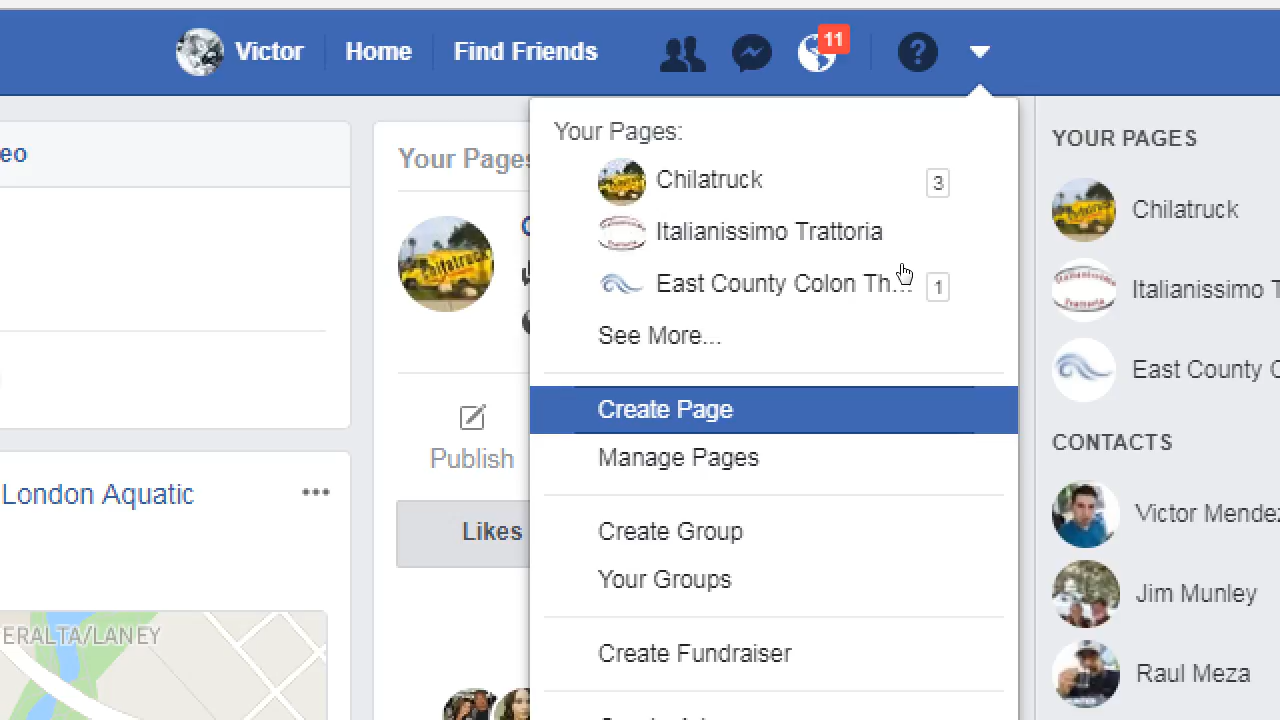 Victor
Home
Find Friends
11
?
eo
London Aquatic
ERALTA/LANEY
Your Pages
Publish
Likes
Your Pages:
Chilatruck
3
Italianissimo Trattoria
East County Colon Th...
1
See More...
Create Page
Manage Pages
Create Group
Your Groups
Create Fundraiser
YOUR PAGES
Chilatruck
Italianissimo T
East County C
CONTACTS
Victor Mendez
Jim Munley
Raul Meza